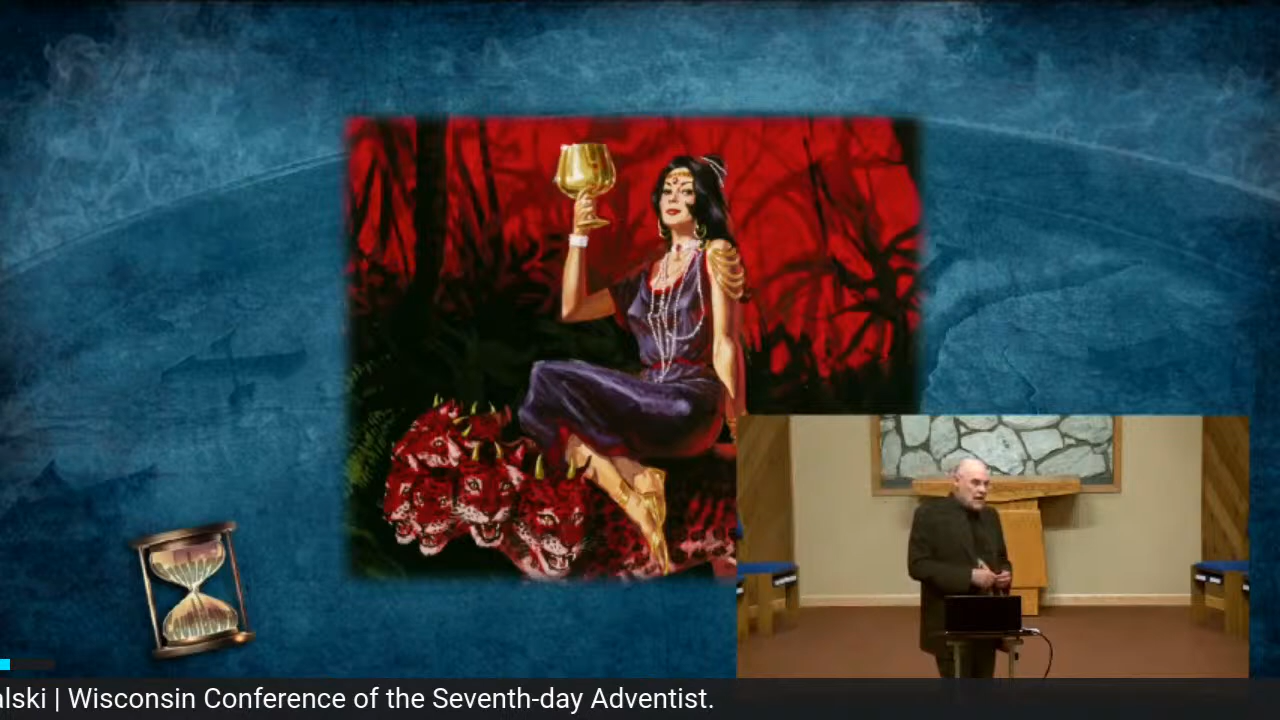 alski | Wisconsin Conference of the Seventh-day Adventist.